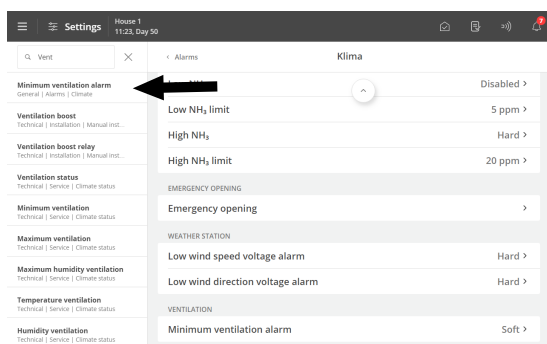 Settings
House 1
11:23, Day 50
7
Vent
Minimum ventilation alarm
General | Alarms | Climate
Ventilation boost
Technical | Installation | Manual inst...
Ventilation boost relay
Technical | Installation | Manual inst...
Ventilation status
Technical | Service | Climate status
Minimum ventilation
Technical | Service | Climate status
Maximum ventilation
Technical | Service | Climate status
Maximum humidity ventilation
Technical | Service | Climate status
Temperature ventilation
Technical | Service | Climate status
Humidity ventilation
Technical | Service | Climate status
< Alarms
Klima
Disabled >
Low NH₃ limit 5 ppm >
High NH₃ Hard >
High NH₃ limit 20 ppm >
EMERGENCY OPENING
Emergency opening >
WEATHER STATION
Low wind speed voltage alarm Hard >
Low wind direction voltage alarm Hard >
VENTILATION
Minimum ventilation alarm Soft >